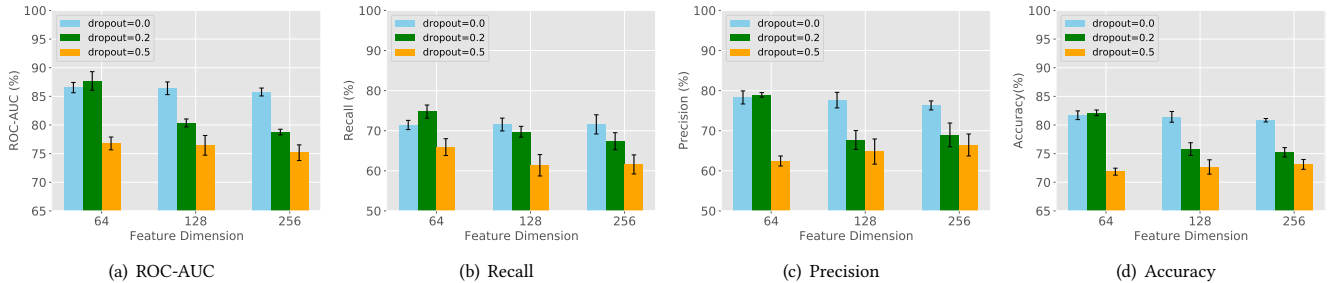 100
95
90
85
80
75
70
65
ROC-AUC (%)
dropout=0.0
dropout=0.2
dropout=0.5
64 128 256
Feature Dimension
(a) ROC-AUC
100
90
80
70
60
50
Recall (%)
dropout=0.0
dropout=0.2
dropout=0.5
64 128 256
Feature Dimension
(b) Recall
100
90
80
70
60
50
Precision (%)
dropout=0.0
dropout=0.2
dropout=0.5
64 128 256
Feature Dimension
(c) Precision
100
95
90
85
80
75
70
65
Accuracy(%)
dropout=0.0
dropout=0.2
dropout=0.5
64 128 256
Feature Dimension
(d) Accuracy